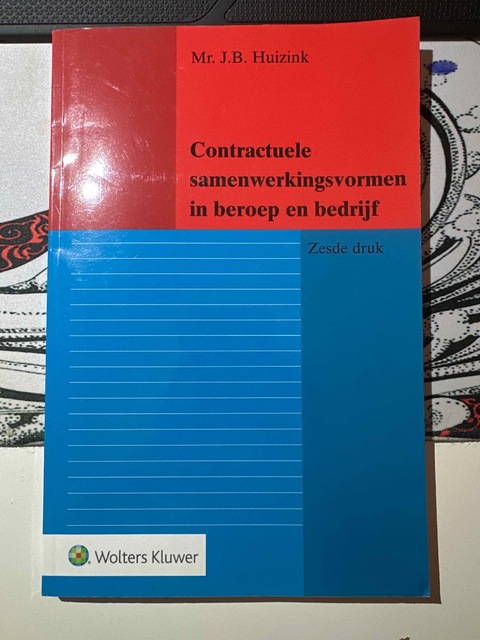 Mr. J.B. Huizink
Contractuele
samenwerkingsvormen
in beroep en bedrijf
Zesde druk
Wolters Kluwer